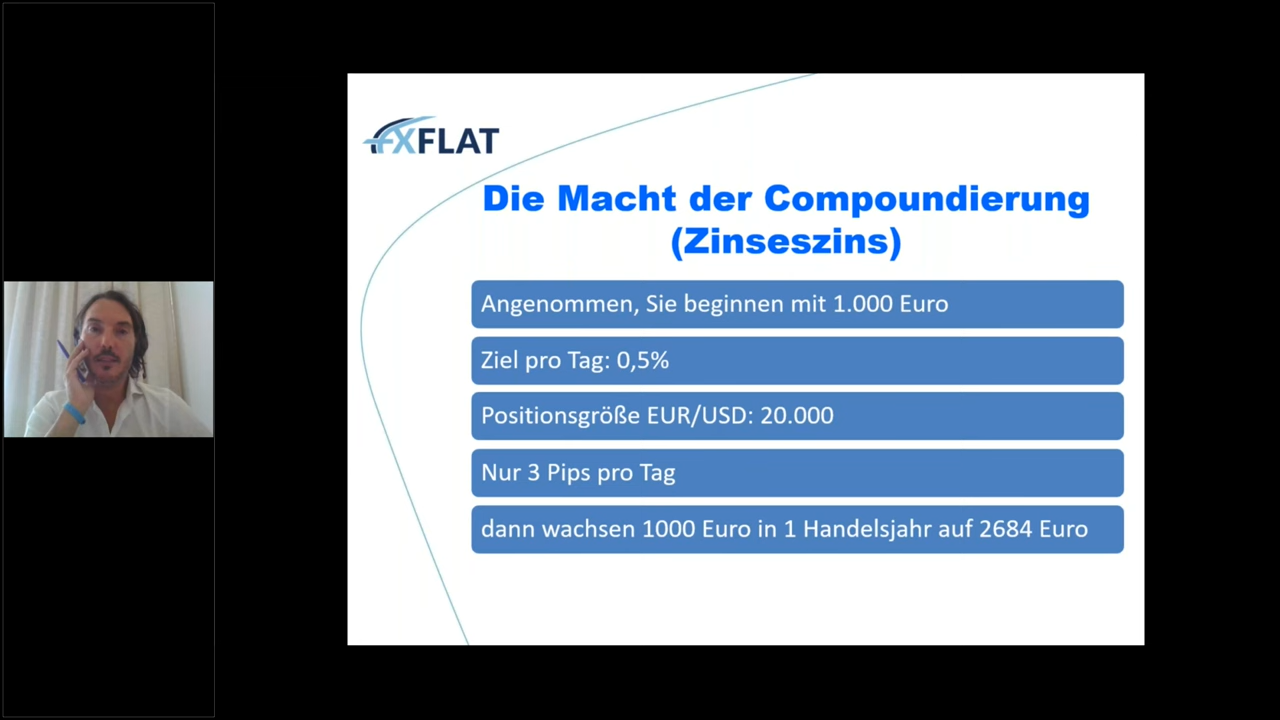 FXFLAT
Die Macht der Compoundierung
(Zinseszins)
Angenommen, Sie beginnen mit 1.000 Euro
Ziel pro Tag: 0,5%
Positionsgröße EUR/USD: 20.000
Nur 3 Pips pro Tag
dann wachsen 1000 Euro in 1 Handelsjahr auf 2684 Euro